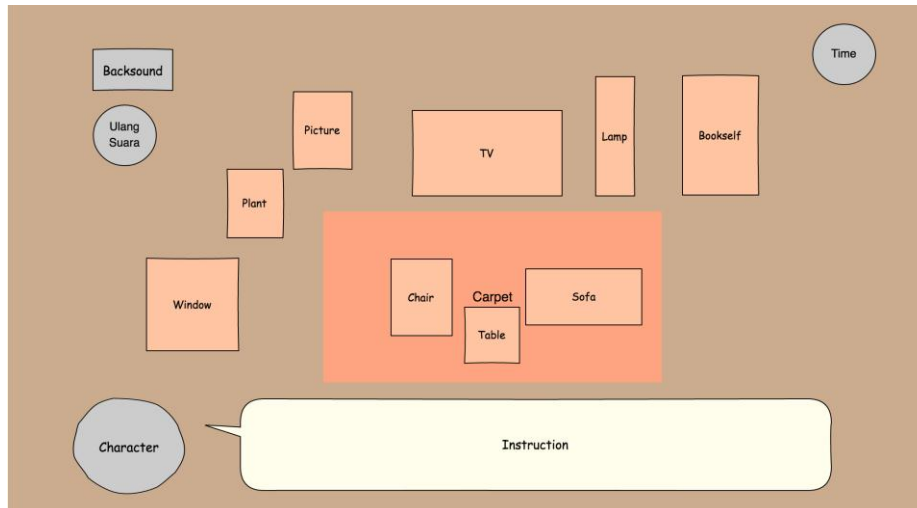 Time
Backsound
Ulang
Suara
Picture
TV
Lamp
Bookself
Plant
Window
Chair
Carpet
Sofa
Table
Character
Instruction